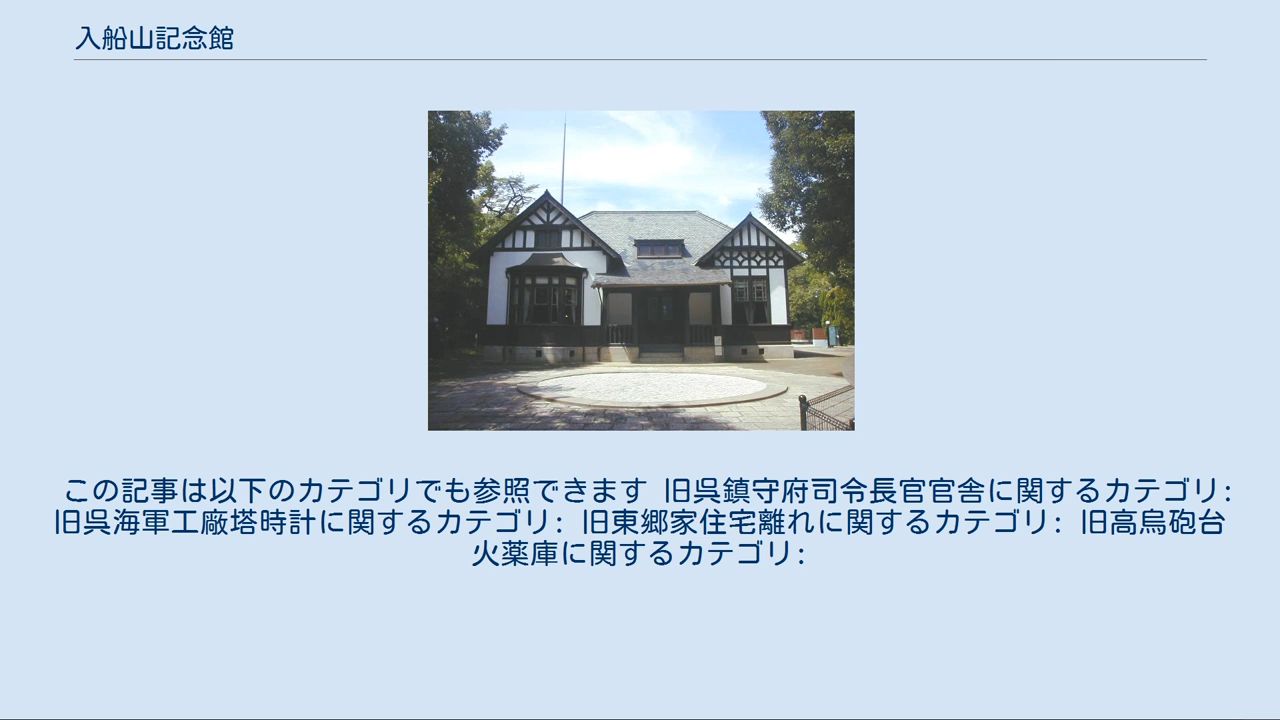 入船山記念館
この記事は以下のカテゴリでも参照できます 旧呉鎮守府司令長官官舎に関するカテゴリ:
旧呉海軍工廠塔時計に関するカテゴリ: 旧東郷家住宅離れに関するカテゴリ: 旧高烏砲台
火薬庫に関するカテゴリ: